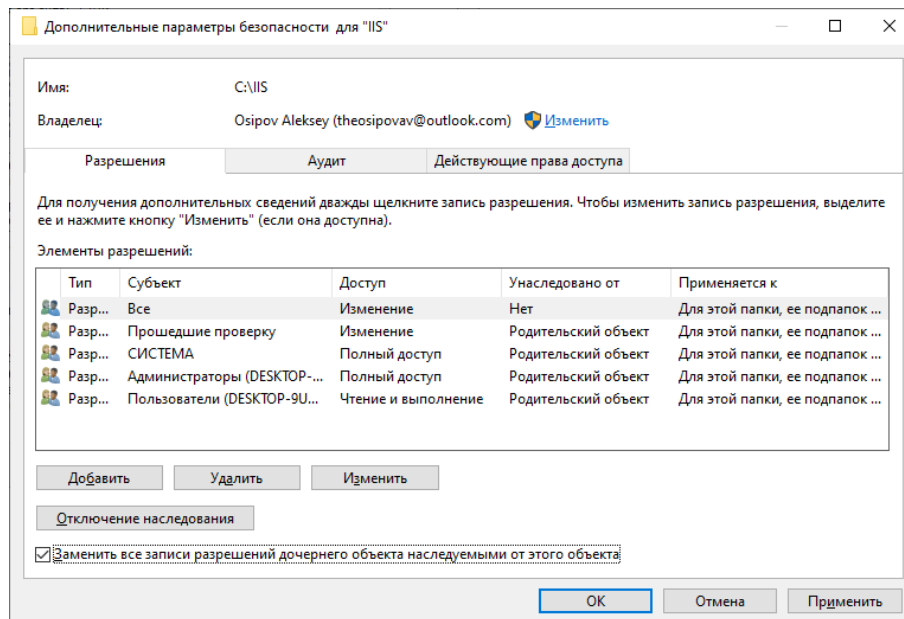 Дополнительные параметры безопасности для "IIS"
Имя: C:\IIS
Владелец: Osipov Aleksey (theosipovav@outlook.com) Изменить
Разрешения Аудит Действующие права доступа
Для получения дополнительных сведений дважды щелкните запись разрешения. Чтобы изменить запись разрешения, выделите
ее и нажмите кнопку "Изменить" (если она доступна).
Элементы разрешений:
Тип Субъект Доступ Унаследовано от Применяется к
Разр... Все Изменение Нет Для этой папки, ее подпапок ...
Разр... Прошедшие проверку Изменение Родительский объект Для этой папки, ее подпапок ...
Разр... СИСТЕМА Полный доступ Родительский объект Для этой папки, ее подпапок ...
Разр... Администраторы (DESKTOP-... Полный доступ Родительский объект Для этой папки, ее подпапок ...
Разр... Пользователи (DESKTOP-9U... Чтение и выполнение Родительский объект Для этой папки, ее подпапок ...
Добавить Удалить Изменить
Отключение наследования
Заменить все записи разрешений дочернего объекта наследуемыми от этого объекта
ОК Отмена Применить